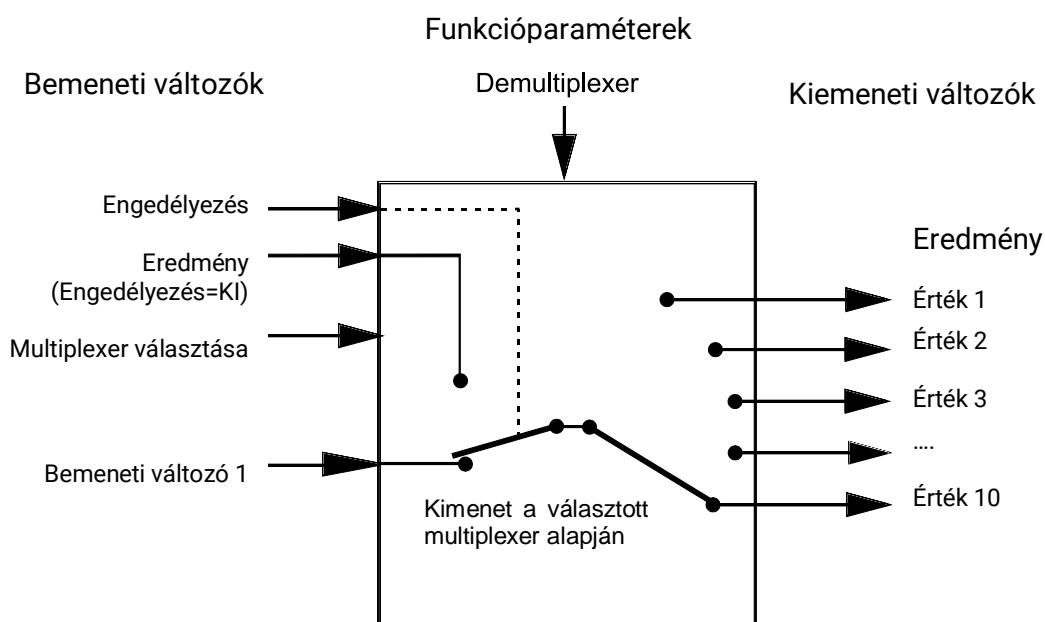 Funkcióparaméterek
Bemeneti változók
Demultiplexer
Kiemeneti változók
Engedélyezés
Eredmény
(Engedélyezés=KI)
Multiplexer választása
Bemeneti változó 1
Kimenet a választott
multiplexer alapján
Eredmény
Érték 1
Érték 2
Érték 3
....
Érték 10